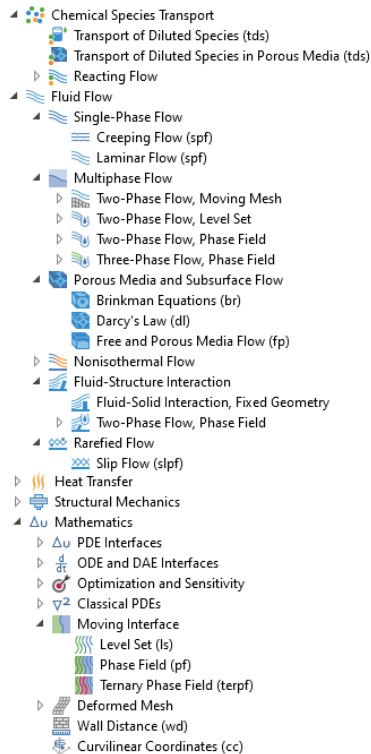 Chemical Species Transport
Transport of Diluted Species (tds)
Transport of Diluted Species in Porous Media (tds)
Reacting Flow
Fluid Flow
Single-Phase Flow
Creeping Flow (spf)
Laminar Flow (spf)
Multiphase Flow
Two-Phase Flow, Moving Mesh
Two-Phase Flow, Level Set
Two-Phase Flow, Phase Field
Three-Phase Flow, Phase Field
Porous Media and Subsurface Flow
Brinkman Equations (br)
Darcy's Law (dl)
Free and Porous Media Flow (fp)
Nonisothermal Flow
Fluid-Structure Interaction
Fluid-Solid Interaction, Fixed Geometry
Two-Phase Flow, Phase Field
Rarefied Flow
Slip Flow (slpf)
Heat Transfer
Structural Mechanics
Δu Mathematics
Δu PDE Interfaces
d/dt ODE and DAE Interfaces
Optimization and Sensitivity
∇² Classical PDEs
Moving Interface
Level Set (ls)
Phase Field (pf)
Ternary Phase Field (terpf)
Deformed Mesh
Wall Distance (wd)
Curvilinear Coordinates (cc)